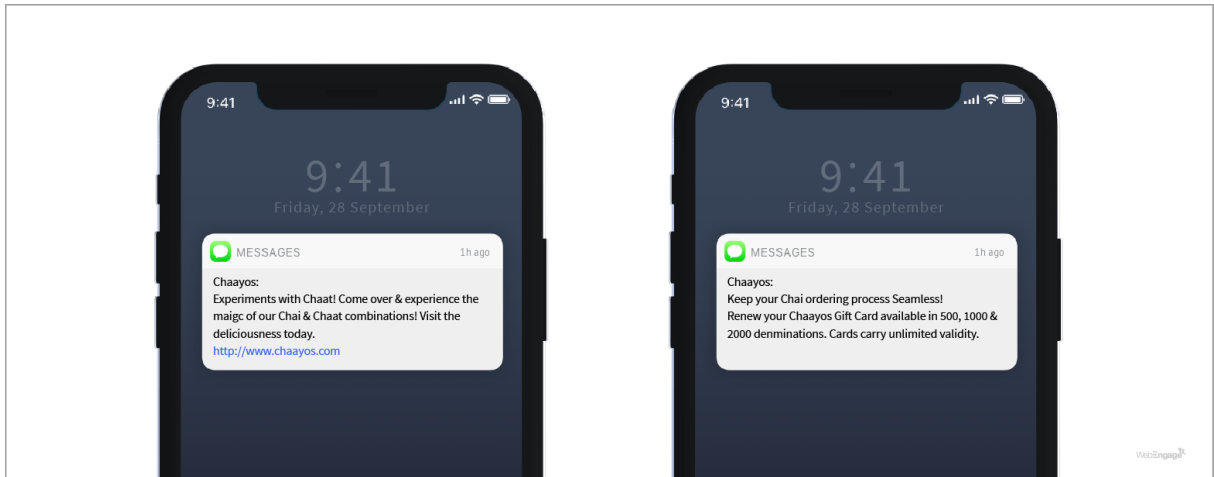 9:41
9:41
Friday, 28 September
MESSAGES 1h ago
Chaayos:
Experiments with Chaat! Come over & experience the
maigc of our Chai & Chaat combinations! Visit the
deliciousness today.
http://www.chaayos.com
9:41
9:41
Friday, 28 September
MESSAGES 1h ago
Chaayos:
Keep your Chai ordering process Seamless!
Renew your Chaayos Gift Card available in 500, 1000 &
2000 denminations. Cards carry unlimited validity.
WebEngage